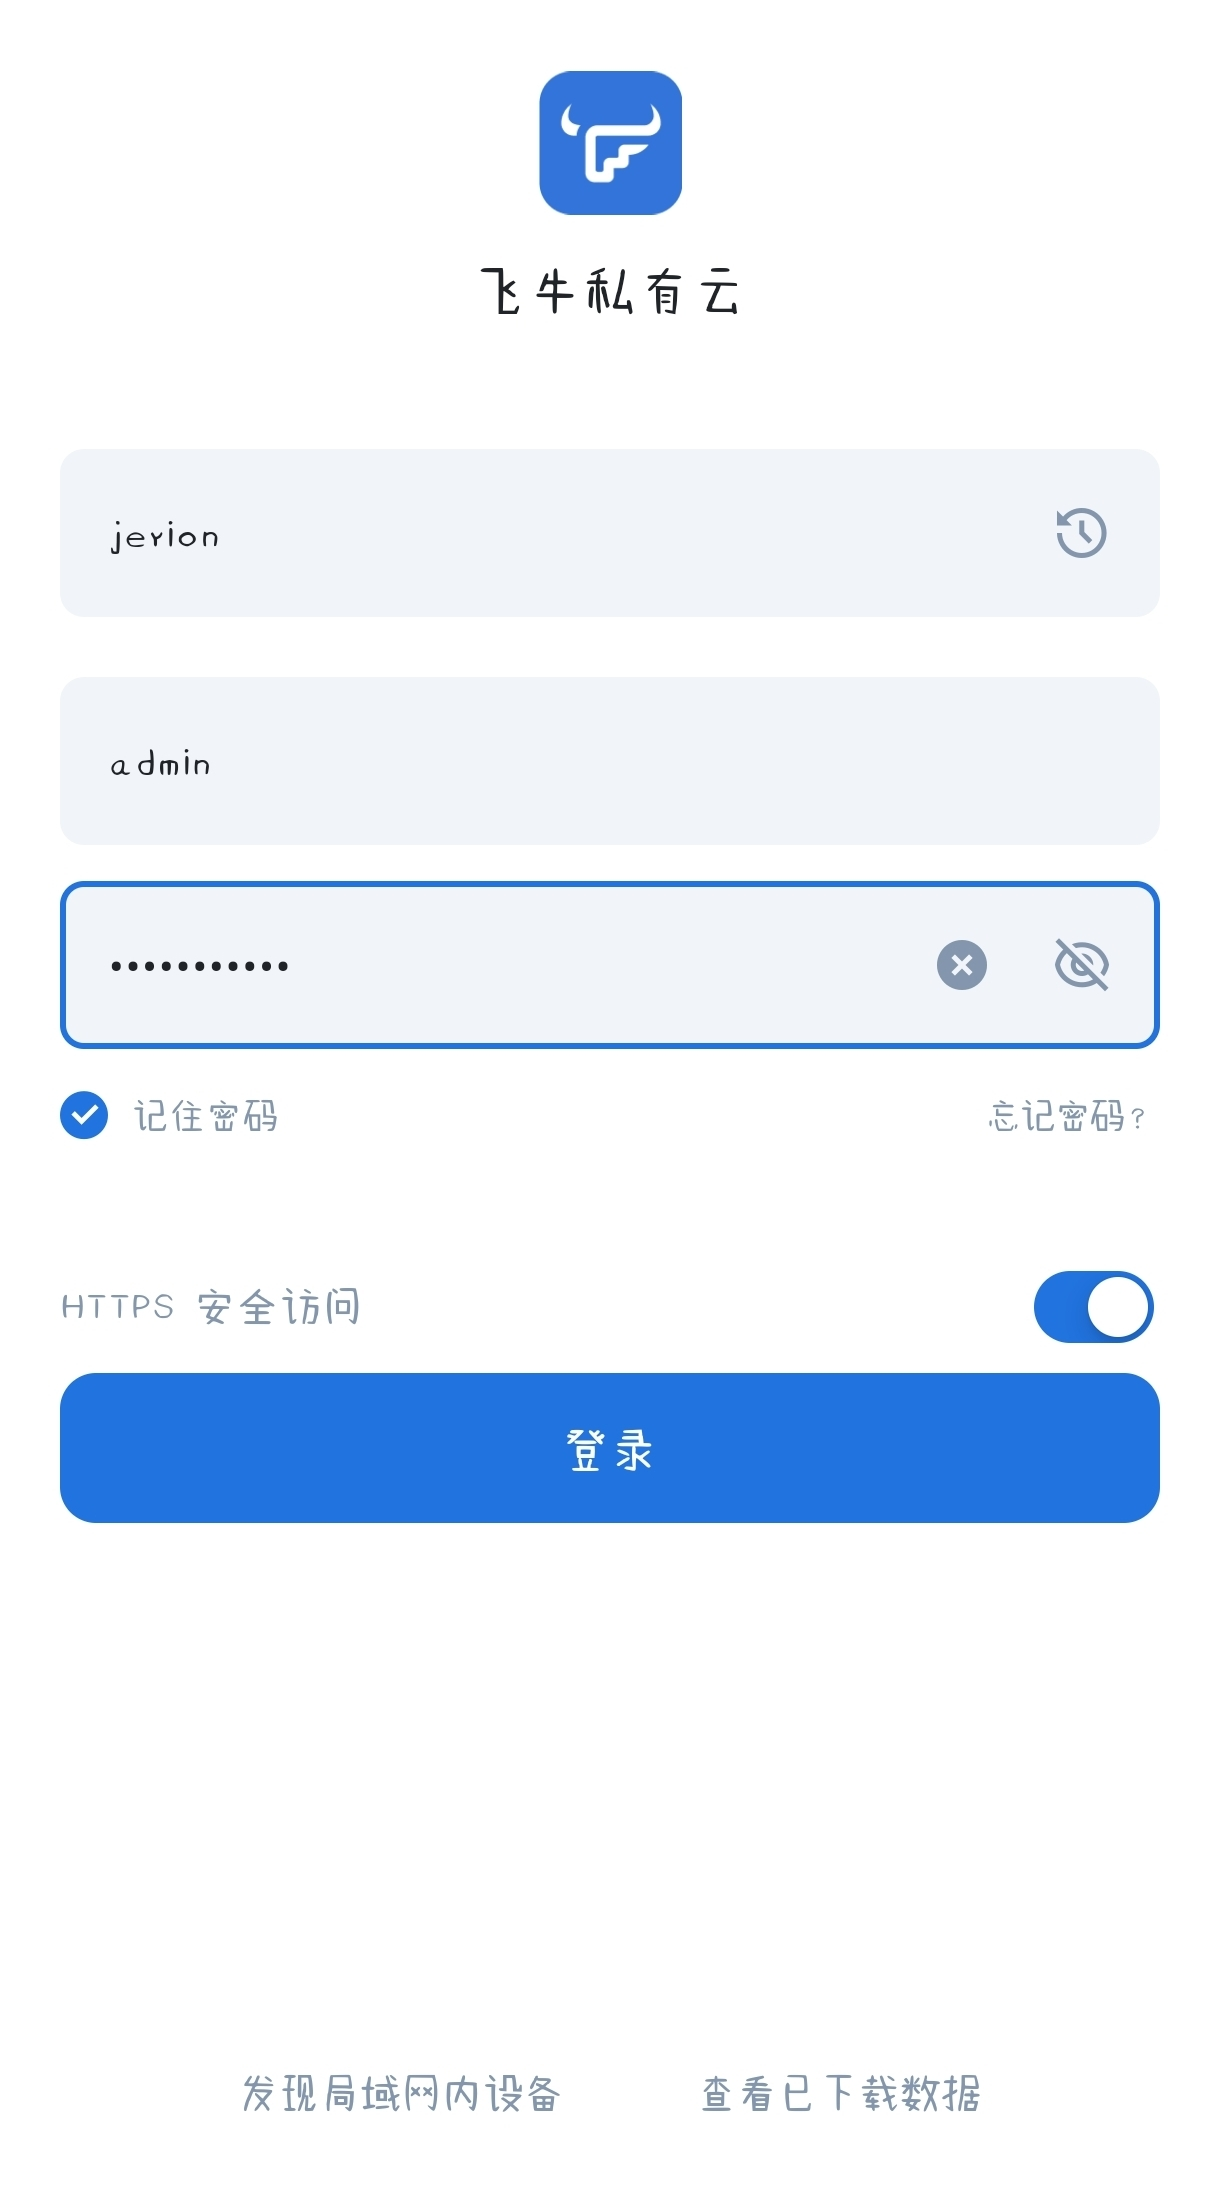 飞牛私有云
jerion
admin
•••••••••••
记住密码 忘记密码?
HTTPS 安全访问
登录
发现局域网内设备 查看已下载数据